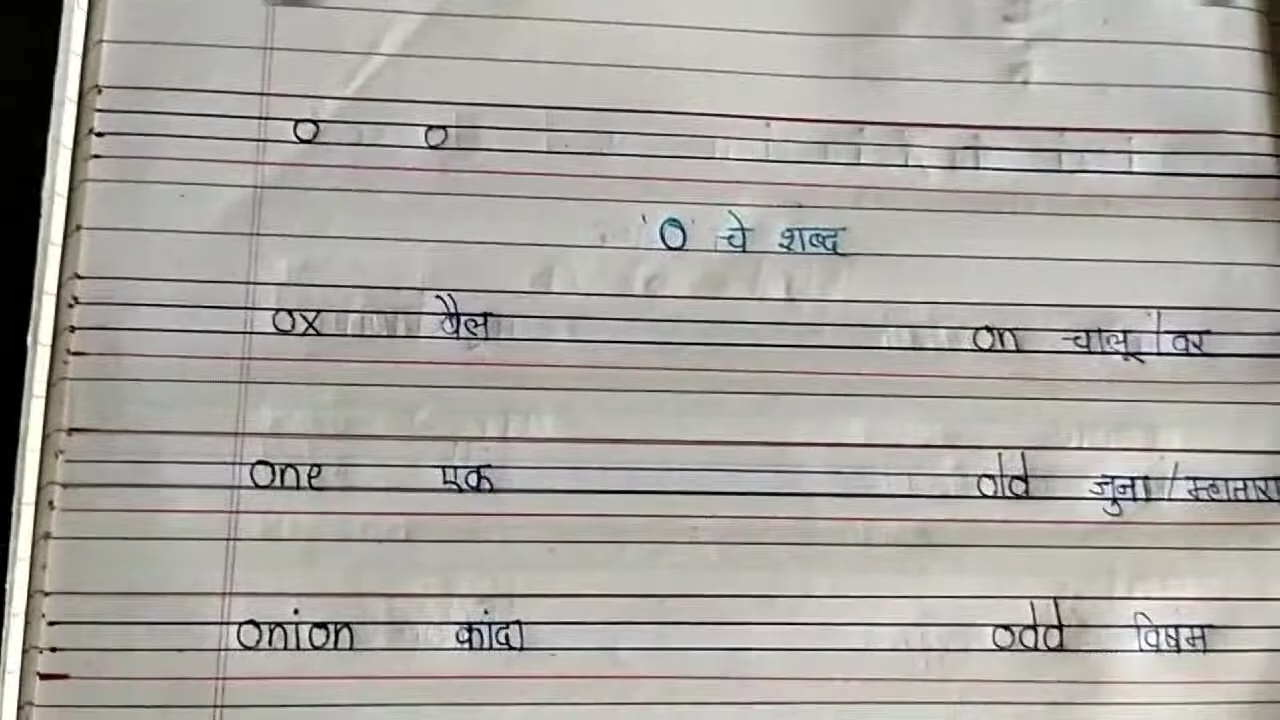 o o
'O' चे शब्द
ox बैल on चालू/वर
one एक old जुना/म्हातारा
onion कांदा odd विषम